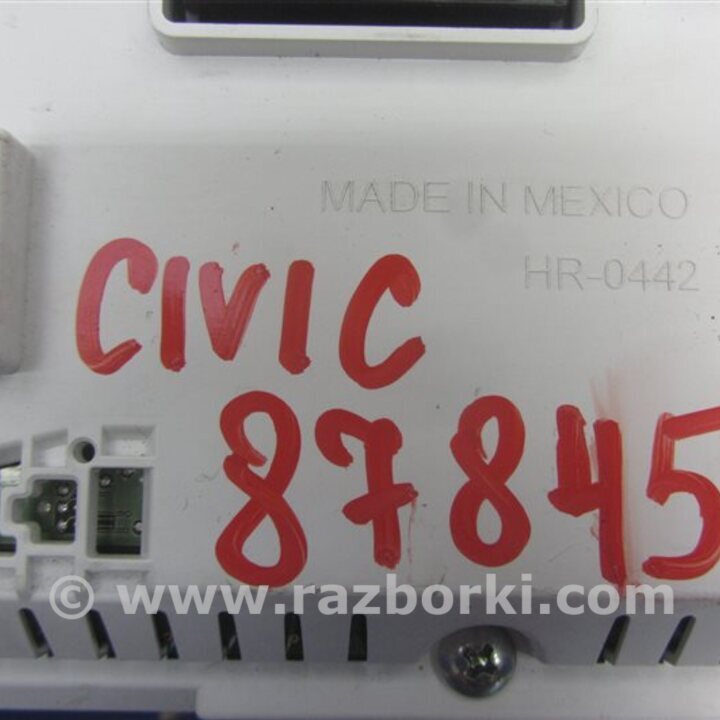 MADE IN MEXICO
HR-0442
CIVIC
87845
© www.razborki.com